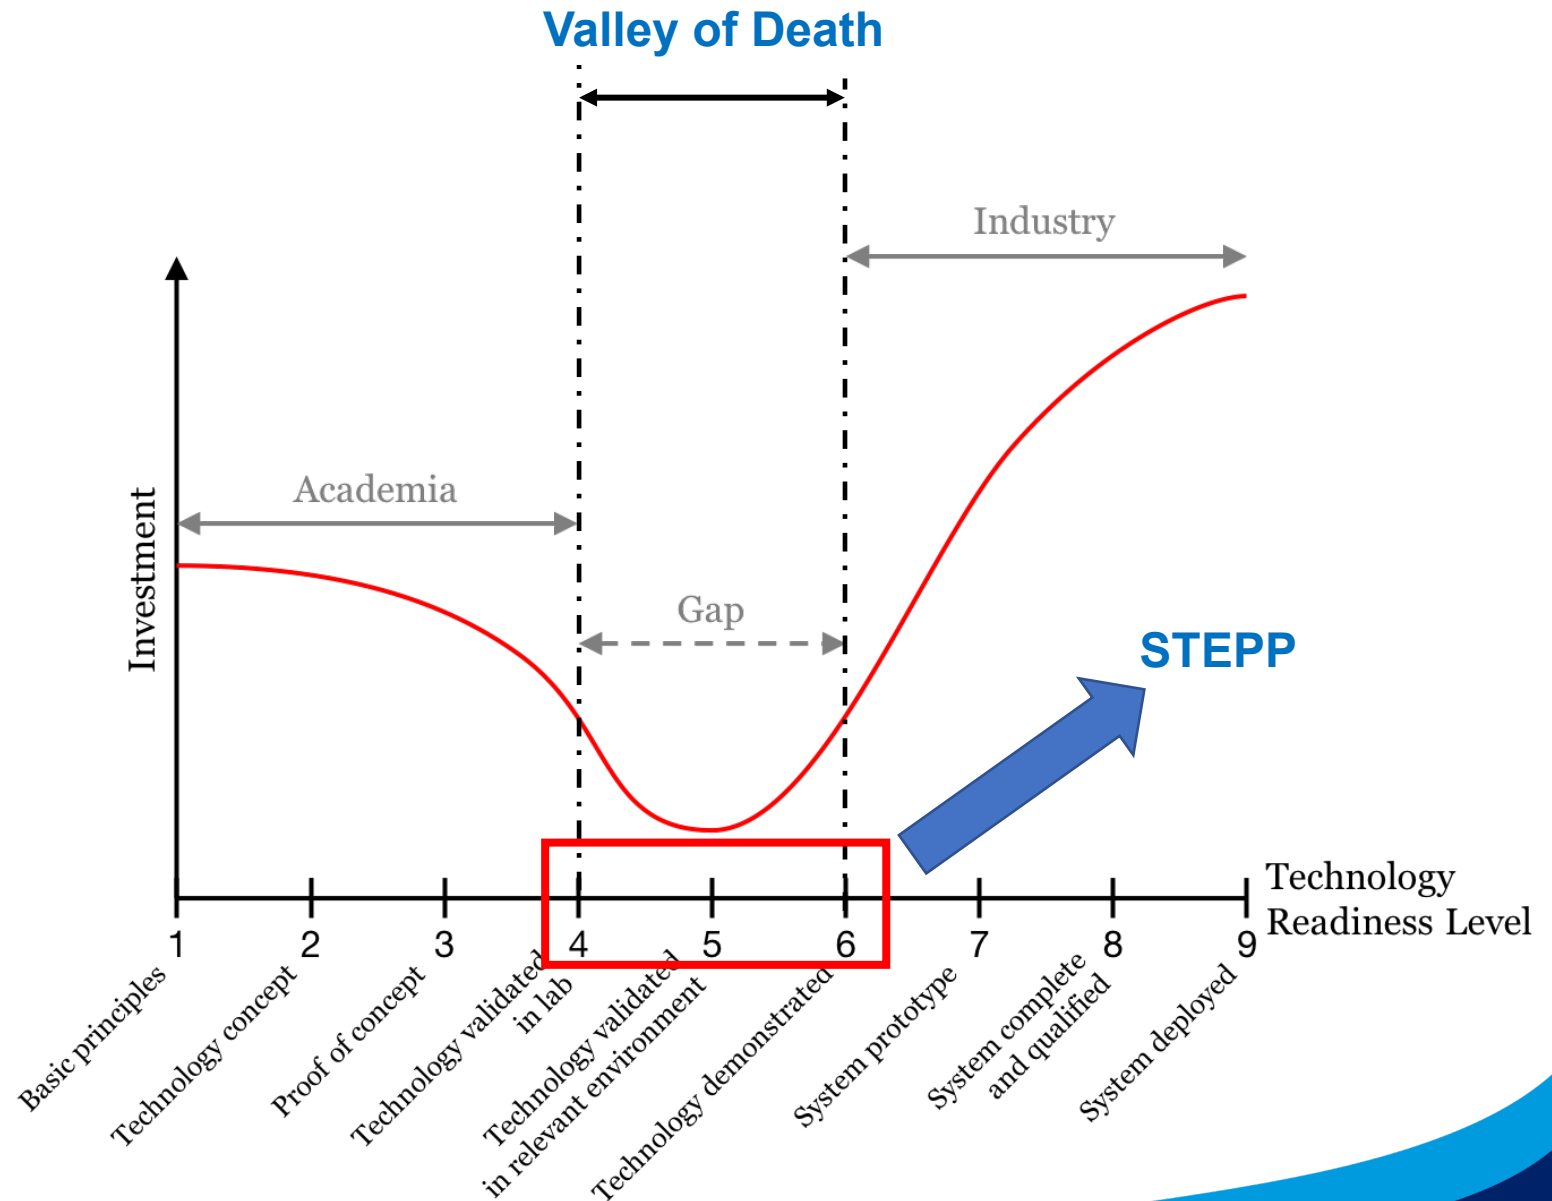 Valley of Death
Industry
Academia
Investment
Gap
STEPP
Technology
Readiness Level
1
2
3
4
5
6
7
8
9
Basic principles
Technology concept
Proof of concept
Technology validated
in lab
Technology validated
in relevant environment
Technology demonstrated
System prototype
System complete
and qualified
System deployed